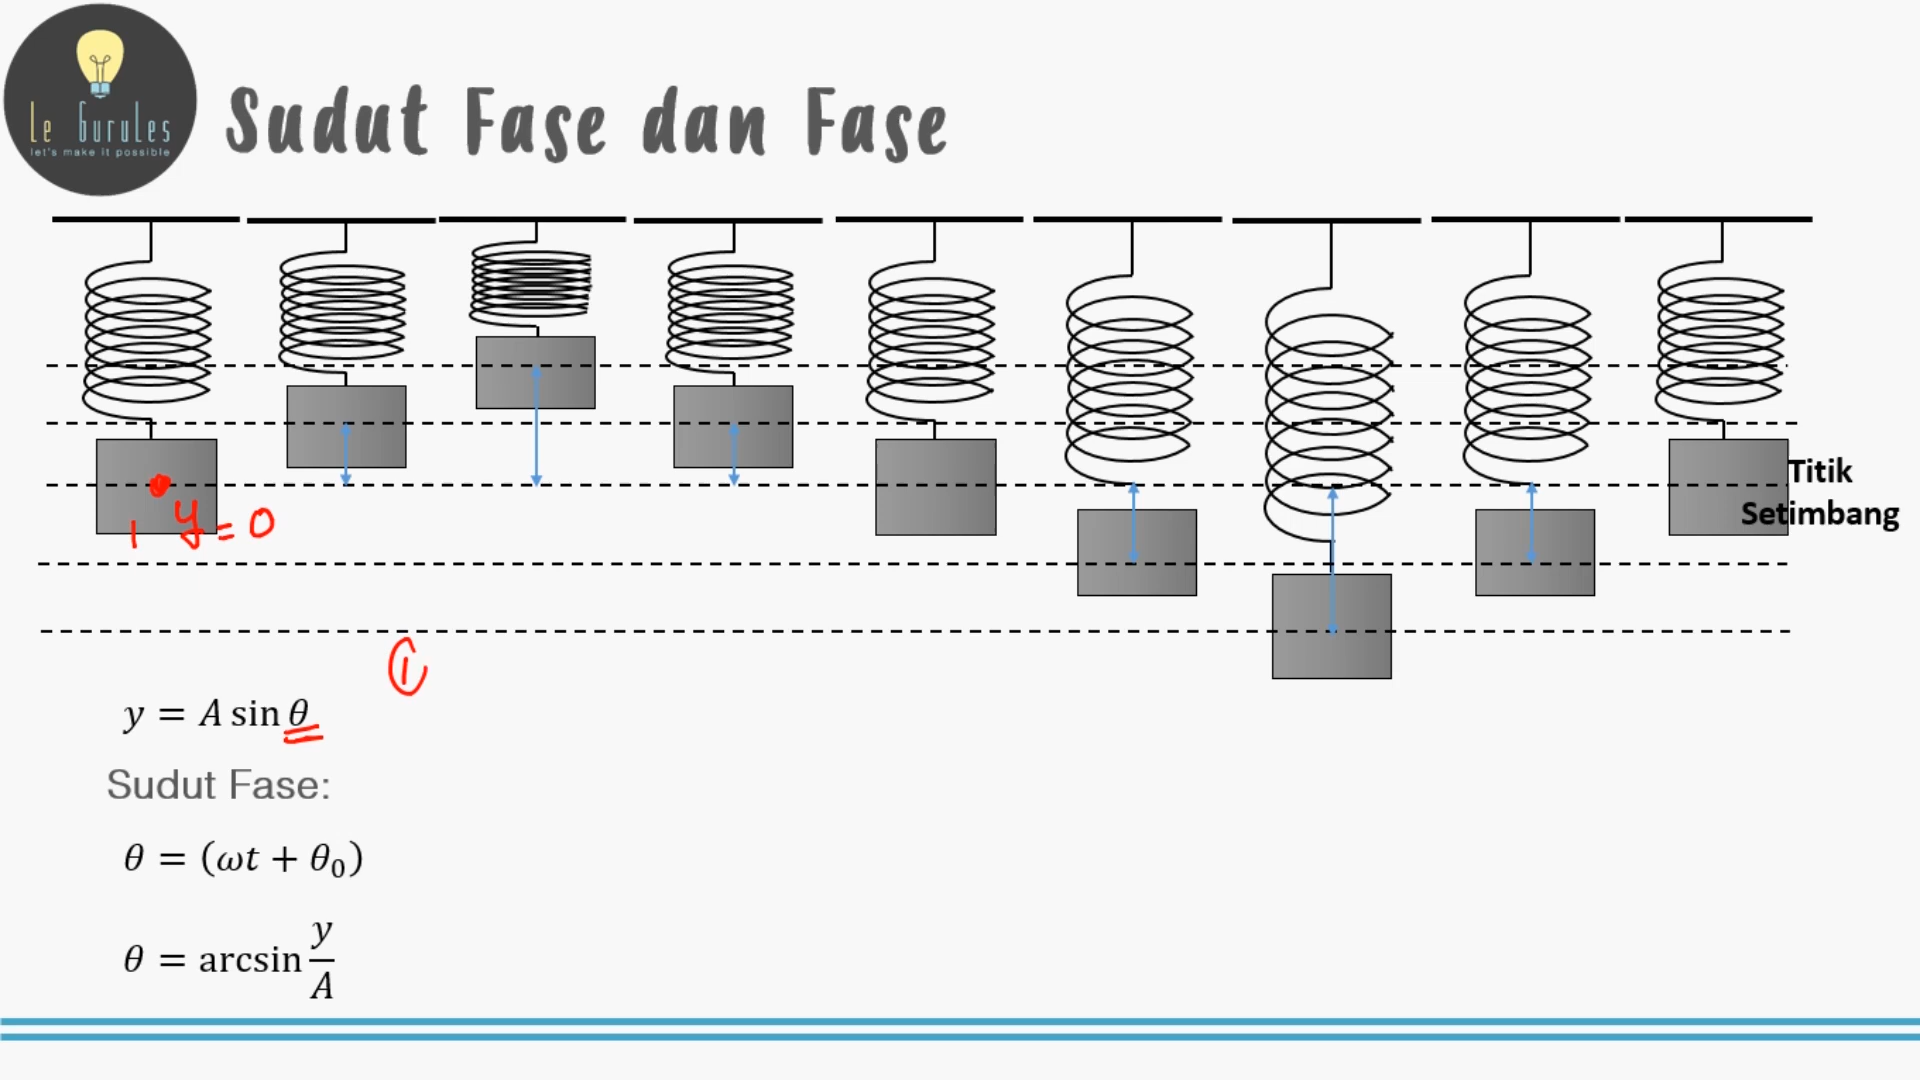 le gurules
let's make it possible
Sudut Fase dan Fase
Titik
Setimbang
1 y = 0
1
y = A sin θ
Sudut Fase:
θ = (ωt + θ₀)
θ = arcsin y/A